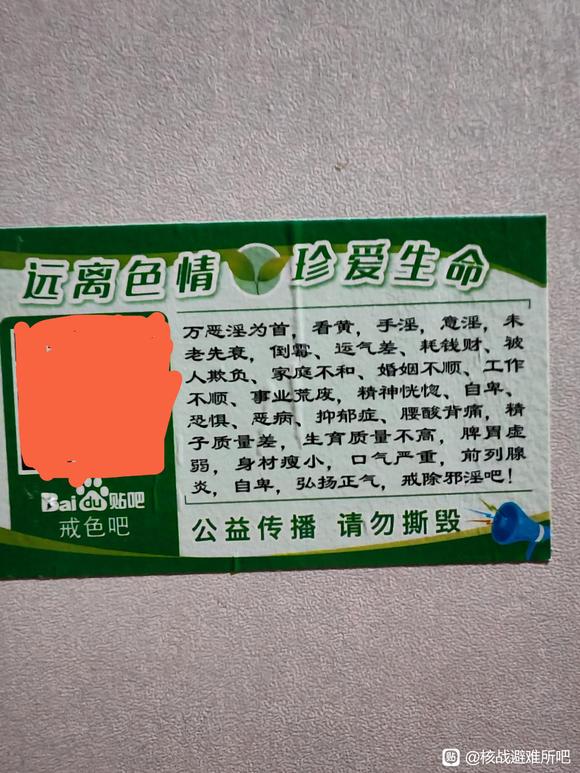 远离色情 珍爱生命
万恶淫为首，看黄，手淫，意淫，未
老先衰，倒霉、运气差、耗钱财、被
人欺负、家庭不和、婚姻不顺、工作
不顺、事业荒废，精神恍惚、自卑、
恐惧、恶病、抑郁症、腰酸背痛，精
子质量差，生育质量不高，脾胃虚
弱，身材瘦小，口气严重，前列腺
炎，自卑，弘扬正气，戒除邪淫吧！
Bai du 贴吧
戒色吧
公益传播 请勿撕毁
贴 @核战避难所吧